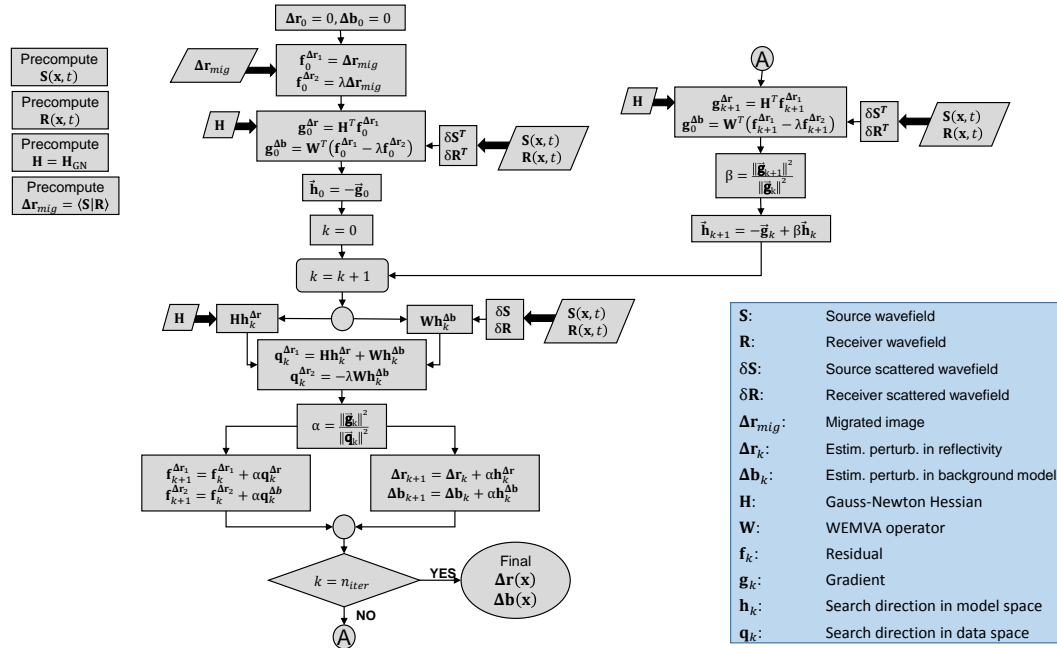 Precompute
𝐒(𝐱, 𝑡)
Precompute
𝐑(𝐱, 𝑡)
Precompute
𝐇 = 𝐇_GN
Precompute
𝚫𝐫_𝑚𝑖𝑔 = ⟨𝐒|𝐑⟩
𝚫𝐫_0 = 0, 𝚫𝐛_0 = 0
𝚫𝐫_𝑚𝑖𝑔
𝐟_0^{𝚫𝐫_1} = 𝚫𝐫_𝑚𝑖𝑔
𝐟_0^{𝚫𝐫_2} = λ𝚫𝐫_𝑚𝑖𝑔
𝐇
𝐠_0^{𝚫𝐫} = 𝐇^𝑇 𝐟_0^{𝚫𝐫_1}
𝐠_0^{𝚫𝐛} = 𝐖^𝑇(𝐟_0^{𝚫𝐫_1} − λ𝐟_0^{𝚫𝐫_2})
δ𝐒^𝑻
δ𝐑^𝑻
𝐒(𝐱, 𝑡)
𝐑(𝐱, 𝑡)
𝐡⃗_0 = −𝐠⃗_0
𝑘 = 0
𝑘 = 𝑘 + 1
𝐇
𝐇𝐡_𝑘^{𝚫𝐫}
𝐖𝐡_𝑘^{𝚫𝐛}
δ𝐒
δ𝐑
𝐒(𝐱, 𝑡)
𝐑(𝐱, 𝑡)
𝐪_𝑘^{𝚫𝐫_1} = 𝐇𝐡_𝑘^{𝚫𝐫} + 𝐖𝐡_𝑘^{𝚫𝐛}
𝐪_𝑘^{𝚫𝐫_2} = −λ𝐖𝐡_𝑘^{𝚫𝐛}
α = ‖𝐠⃗_k‖² / ‖𝐪⃗_k‖²
𝐟_{𝑘+1}^{𝚫𝐫_1} = 𝐟_𝑘^{𝚫𝐫_1} + α𝐪_𝑘^{𝚫𝐫}
𝐟_{𝑘+1}^{𝚫𝐫_2} = 𝐟_𝑘^{𝚫𝐫_2} + α𝐪_𝑘^{𝚫𝒃}
𝚫𝐫_{𝑘+1} = 𝚫𝐫_𝑘 + α𝐡_𝑘^{𝚫𝐫}
𝚫𝐛_{𝑘+1} = 𝚫𝐛_𝑘 + α𝐡_𝑘^{𝚫𝐛}
𝑘 = 𝑛_𝑖𝑡𝑒𝑟
YES
NO
A
Final
𝚫𝐫(𝐱)
𝚫𝐛(𝐱)
A
𝐇
𝐠_{𝑘+1}^{𝚫𝐫} = 𝐇^𝑇 𝐟_{𝑘+1}^{𝚫𝐫_1}
𝐠_0^{𝚫𝐛} = 𝐖^𝑇(𝐟_{𝑘+1}^{𝚫𝐫_1} − λ𝐟_{𝑘+1}^{𝚫𝐫_2})
δ𝐒^𝑻
δ𝐑^𝑻
𝐒(𝐱, 𝑡)
𝐑(𝐱, 𝑡)
β = ‖𝐠⃗_{k+1}‖² / ‖𝐠⃗_k‖²
𝐡⃗_{𝑘+1} = −𝐠⃗_𝑘 + β𝐡⃗_𝑘
𝐒: Source wavefield
𝐑: Receiver wavefield
δ𝐒: Source scattered wavefield
δ𝐑: Receiver scattered wavefield
𝚫𝐫_𝑚𝑖𝑔: Migrated image
𝚫𝐫_𝑘: Estim. perturb. in reflectivity
𝚫𝐛_𝑘: Estim. perturb. in background model
𝐇: Gauss-Newton Hessian
𝐖: WEMVA operator
𝐟_𝑘: Residual
𝐠_𝑘: Gradient
𝐡_𝑘: Search direction in model space
𝐪_𝑘: Search direction in data space